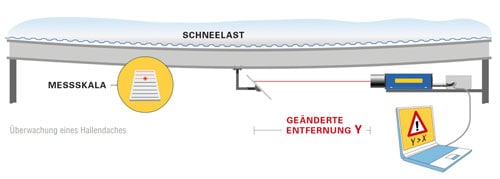 SCHNEELAST
MESSSKALA
GEÄNDERTE
ENTFERNUNG Y
Überwachung eines Hallendaches
Y>X